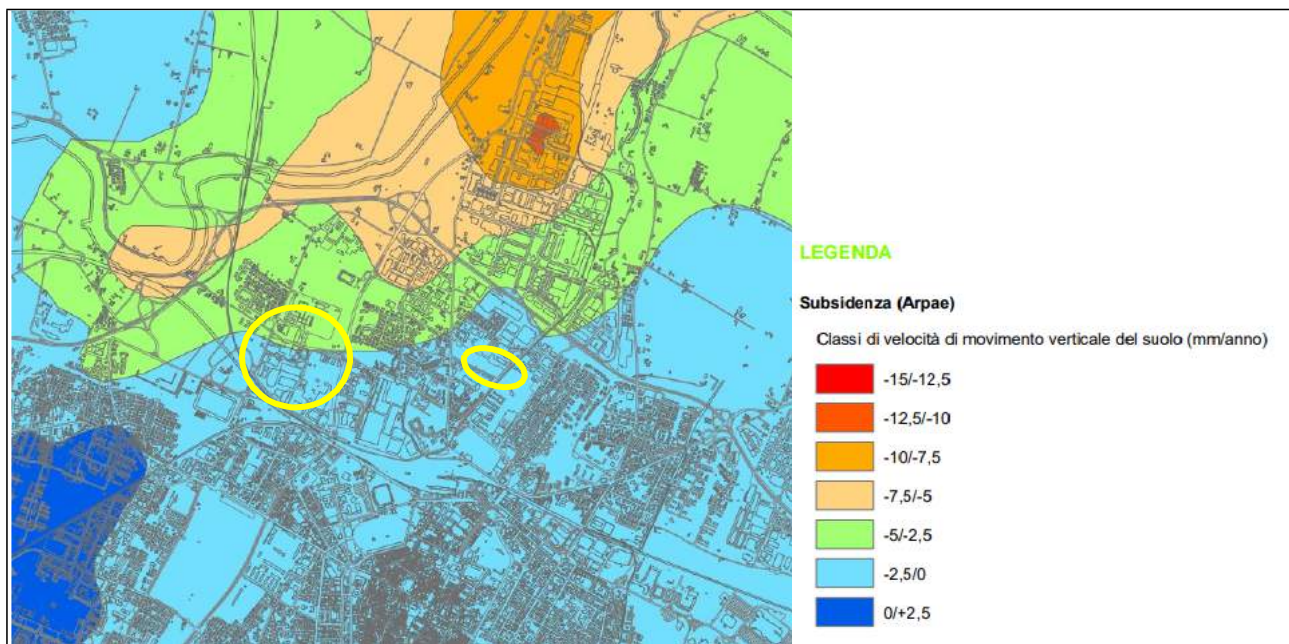 LEGENDA
Subsidenza (Arpae)
Classi di velocità di movimento verticale del suolo (mm/anno)
-15/-12,5
-12,5/-10
-10/-7,5
-7,5/-5
-5/-2,5
-2,5/0
0/+2,5